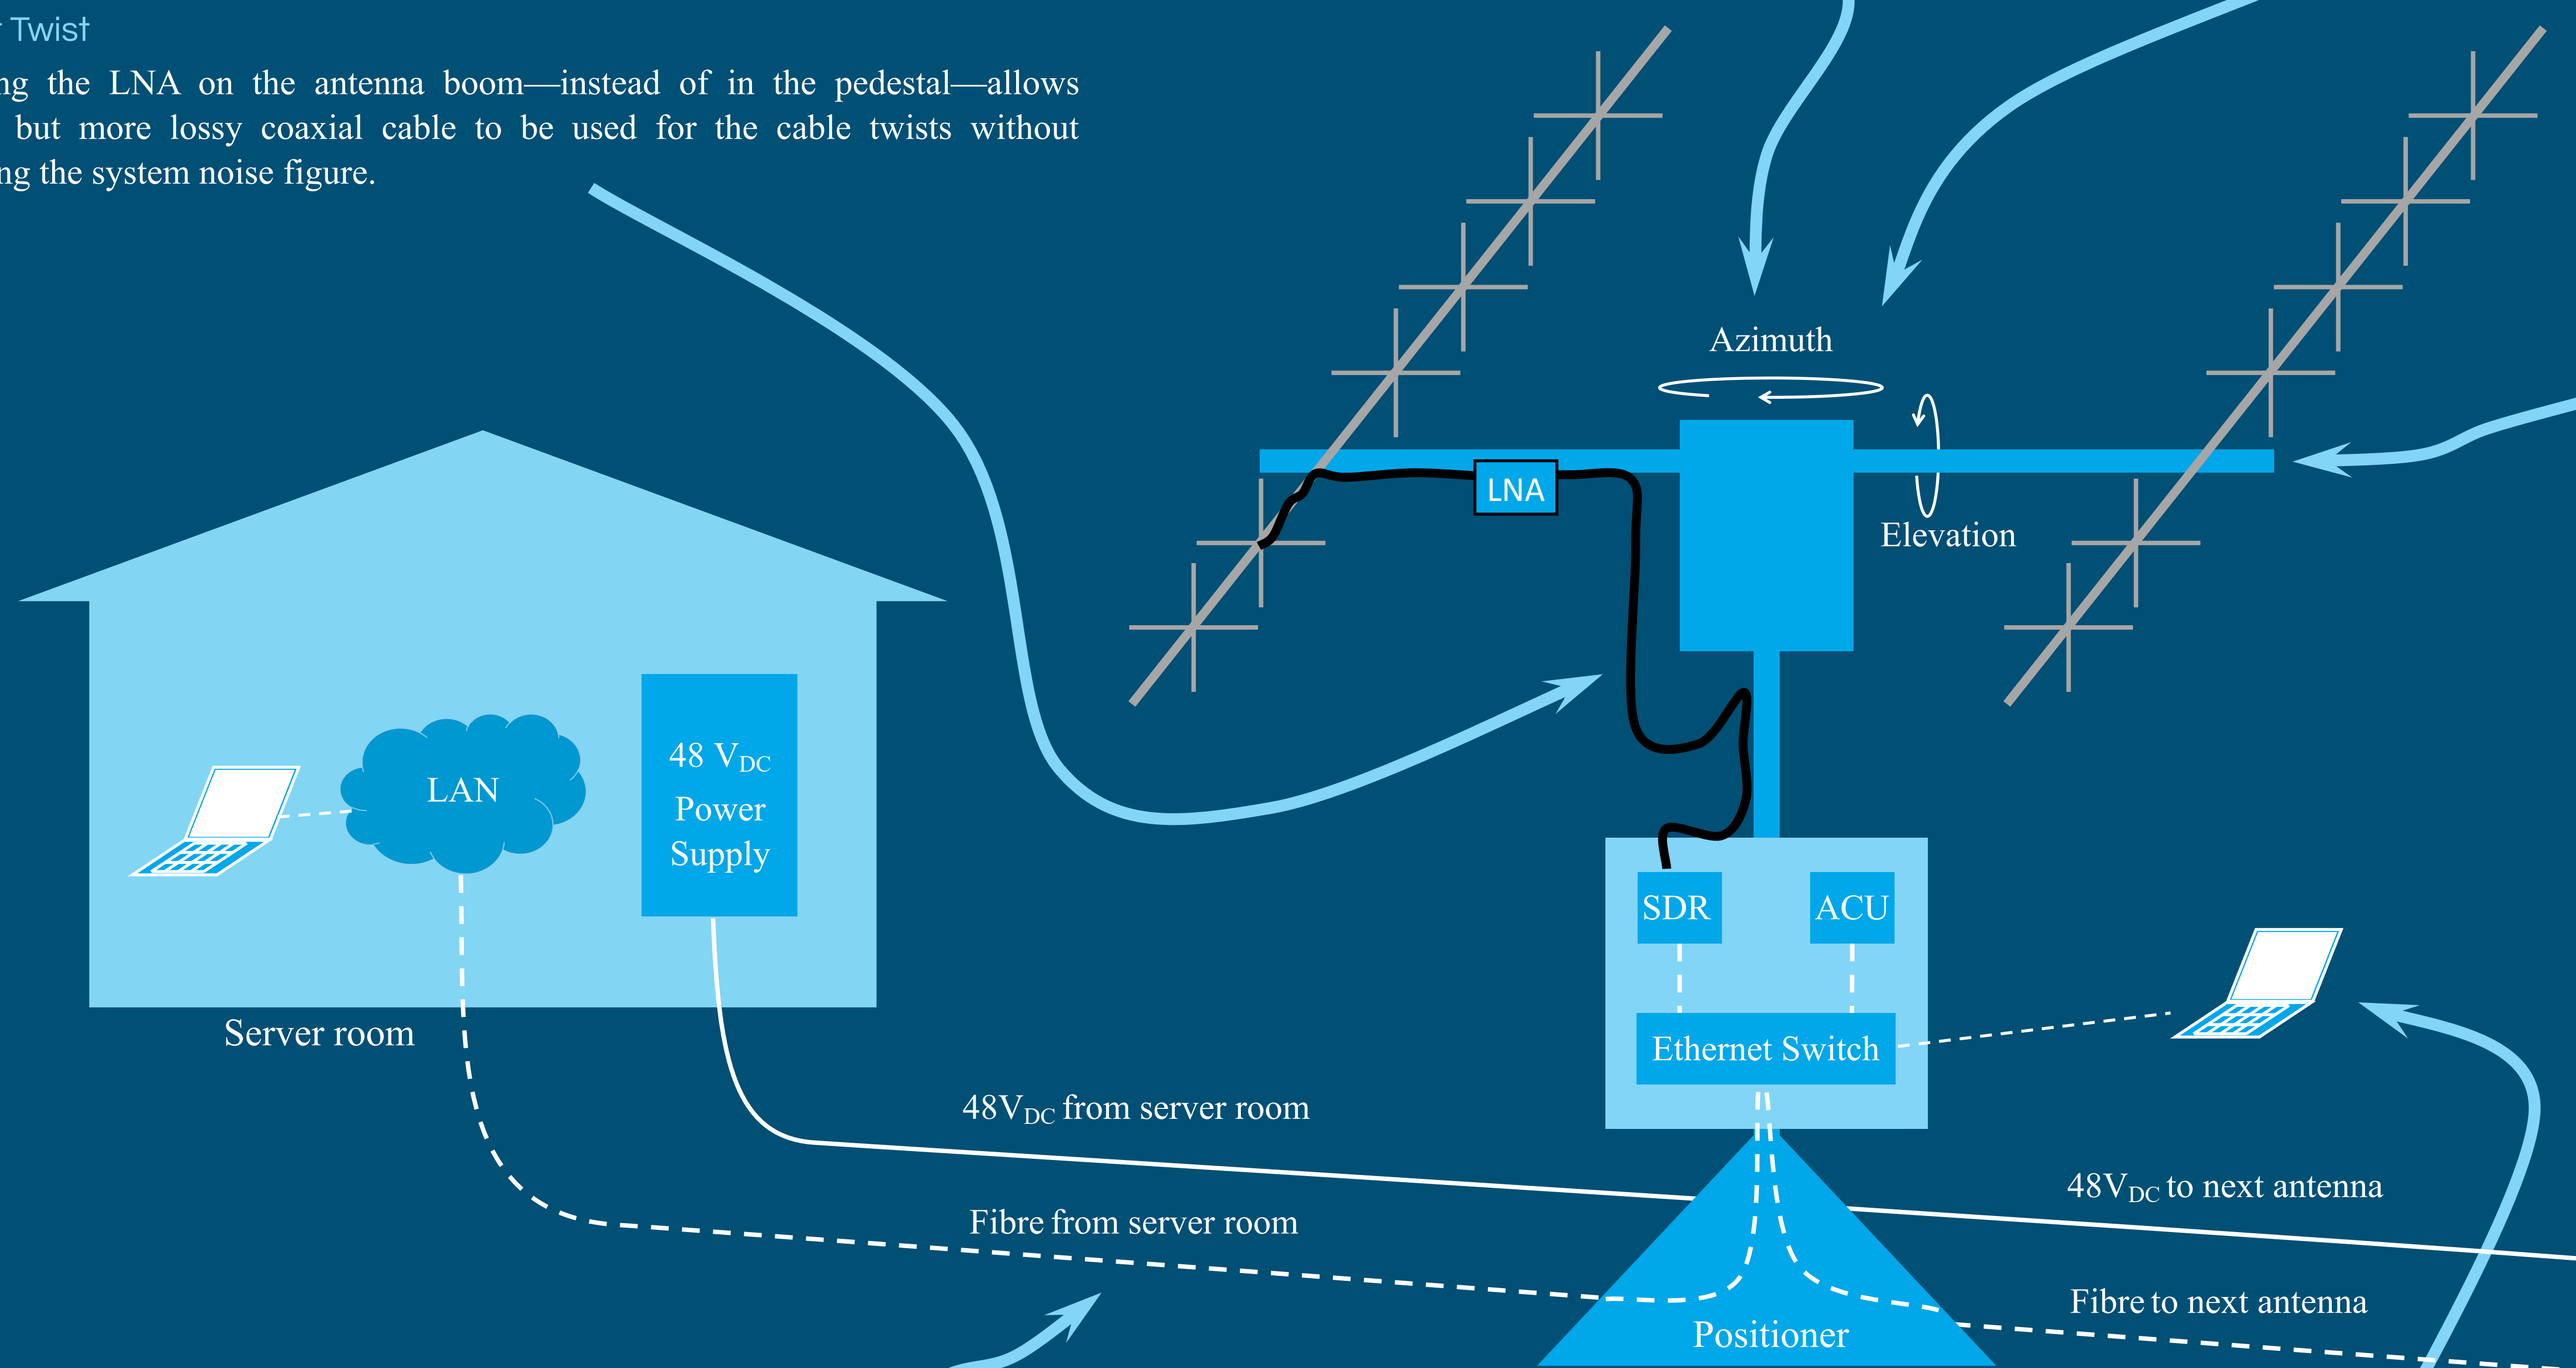 Twist
the LNA on the antenna boom—instead of in the pedestal—allows
but more lossy coaxial cable to be used for the cable twists without
the system noise figure.
Azimuth
LNA
Elevation
48 VDC
Power
Supply
LAN
SDR
ACU
Server room
Ethernet Switch
48VDC from server room
48VDC to next antenna
Fibre from server room
Fibre to next antenna
Positioner